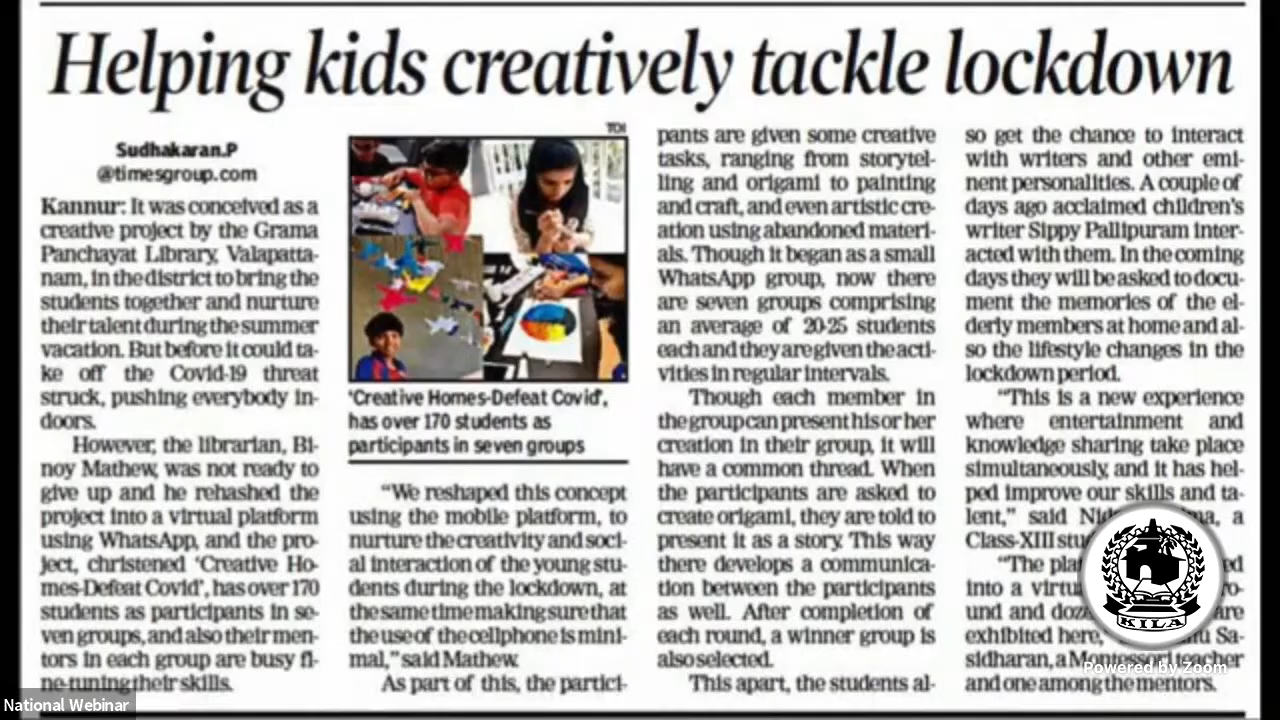 Helping kids creatively tackle lockdown
Sudhakaran.P
@timesgroup.com
Kannur: It was conceived as a
creative project by the Grama
Panchayat Library, Valapatta-
nam, in the district to bring the
students together and nurture
their talent during the summer
vacation. But before it could ta-
ke off the Covid-19 threat
struck, pushing everybody in-
doors.
However, the librarian, Bi-
noy Mathew, was not ready to
give up and he rehashed the
project into a virtual platform
using WhatsApp, and the pro-
ject, christened ‘Creative Ho-
mes-Defeat Covid’, has over 170
students as participants in se-
ven groups, and also their men-
tors in each group are busy fi-
ne-tuning their skills.
TOI
‘Creative Homes-Defeat Covid’,
has over 170 students as
participants in seven groups
“We reshaped this concept
using the mobile platform, to
nurture the creativity and soci-
al interaction of the young stu-
dents during the lockdown, at
the same time making sure that
the use of the cellphone is mini-
mal,” said Mathew.
As part of this, the partici-
pants are given some creative
tasks, ranging from storytel-
ling and origami to painting
and craft, and even artistic cre-
ation using abandoned materi-
als. Though it began as a small
WhatsApp group, now there
are seven groups comprising
an average of 20-25 students
each and they are given the acti-
vities in regular intervals.
Though each member in
the group can present his or her
creation in their group, it will
have a common thread. When
the participants are asked to
create origami, they are told to
present it as a story. This way
there develops a communica-
tion between the participants
as well. After completion of
each round, a winner group is
also selected.
This apart, the students al-
so get the chance to interact
with writers and other emi-
nent personalities. A couple of
days ago acclaimed children’s
writer Sippy Pallipuram inter-
acted with them. In the coming
days they will be asked to docu-
ment the memories of the el-
derly members at home and al-
so the lifestyle changes in the
lockdown period.
“This is a new experience
where entertainment and
knowledge sharing take place
simultaneously, and it has hel-
ped improve our skills and ta-
lent,” said a
Class-XIII
“The
into a
und and are
exhibited here, Sa-
sidharan, a Montessori teacher
and one among the mentors.
KILA
Powered by Zoom
National Webinar